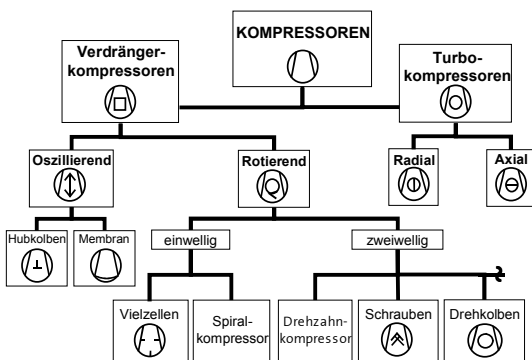 KOMPRESSOREN
Verdränger-
kompressoren
Turbo-
kompressoren
Oszillierend
Rotierend
Radial
Axial
Hubkolben
Membran
einwellig
zweiwellig
Vielzellen
Spiral-
kompressor
Drehzahn-
kompressor
Schrauben
Drehkolben